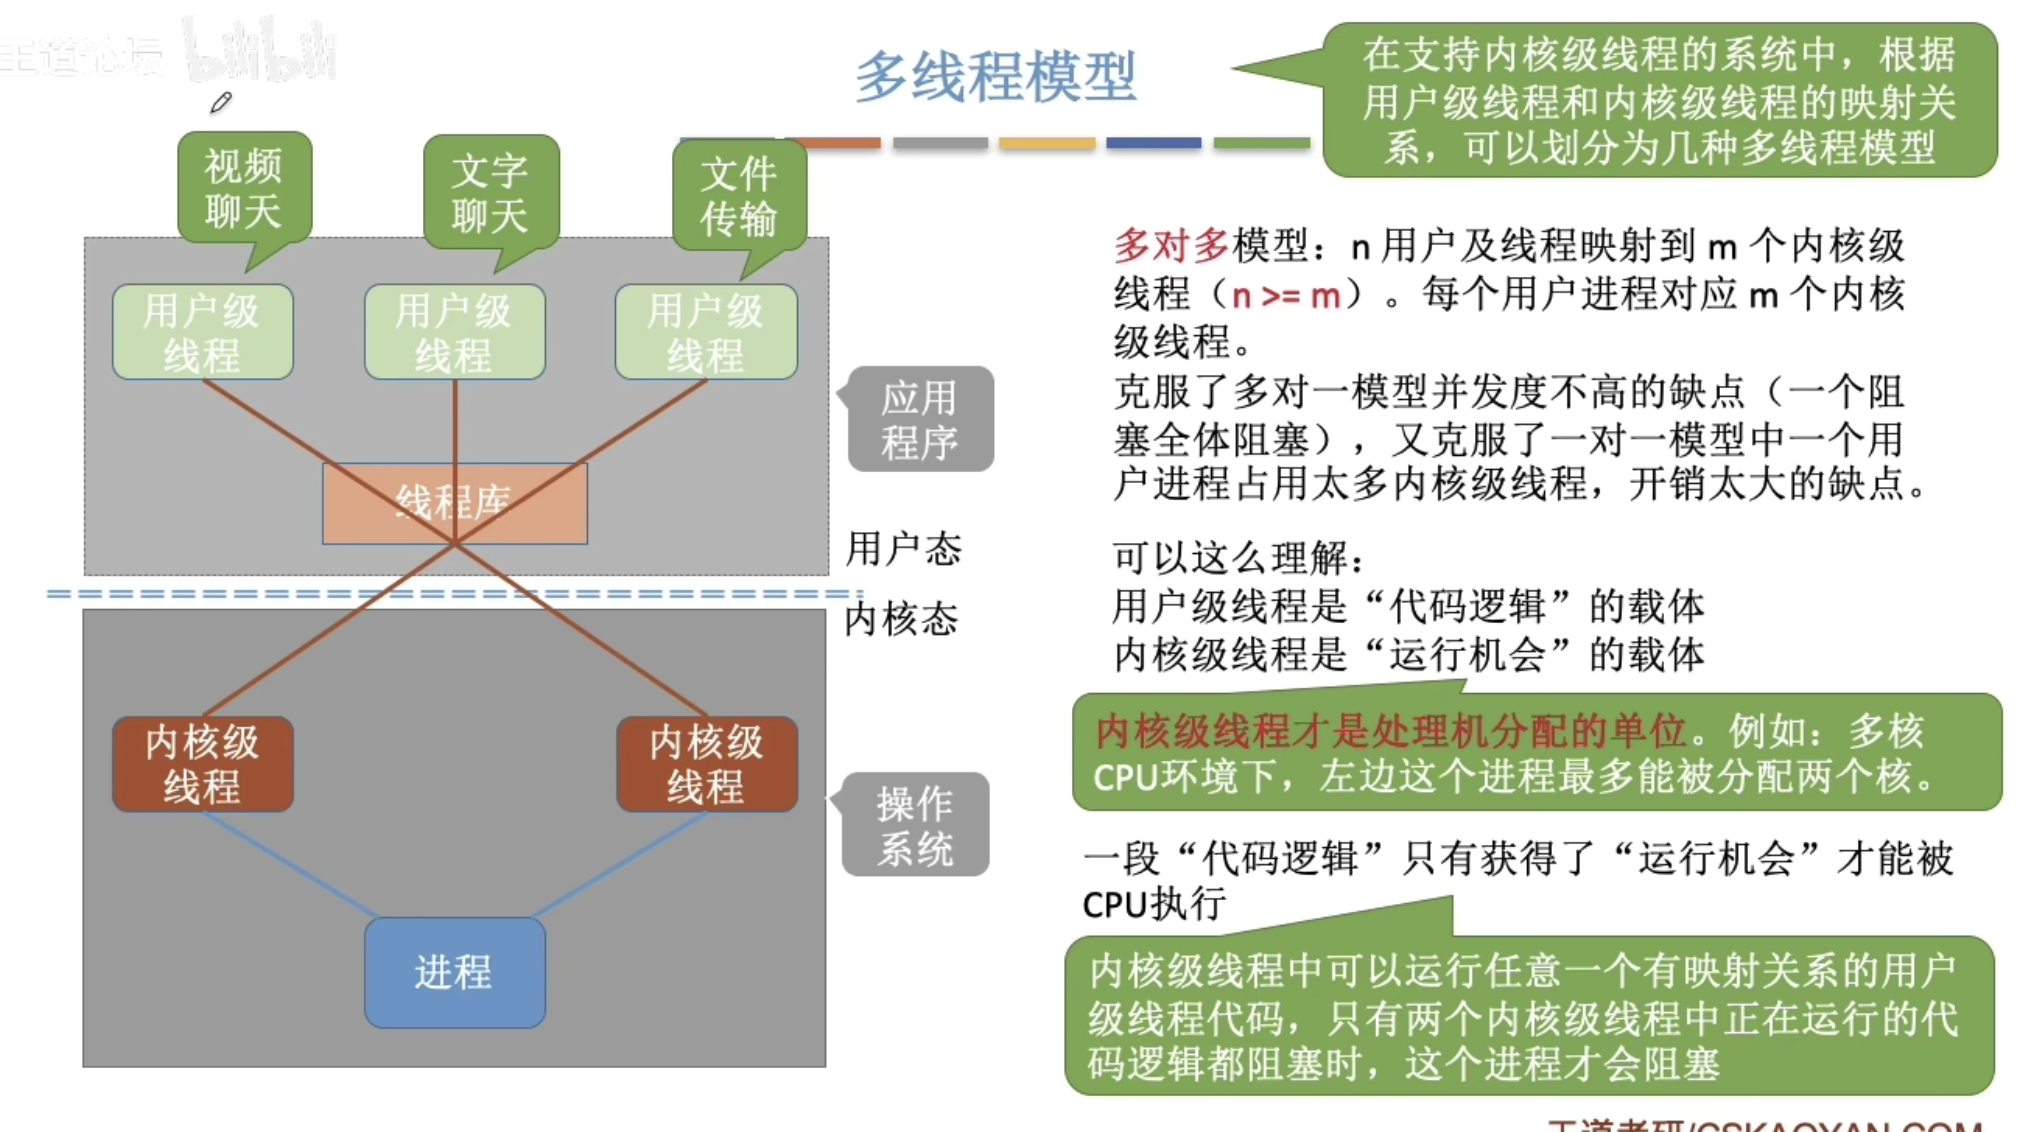 王道论坛 bilibili
多线程模型
在支持内核级线程的系统中，根据
用户级线程和内核级线程的映射关
系，可以划分为几种多线程模型
视频
聊天
文字
聊天
文件
传输
用户级
线程
用户级
线程
用户级
线程
线程库
应用
程序
用户态
内核态
内核级
线程
内核级
线程
操作
系统
进程
多对多模型：n 用户及线程映射到 m 个内核级
线程（n >= m）。每个用户进程对应 m 个内核
级线程。
克服了多对一模型并发度不高的缺点（一个阻
塞全体阻塞），又克服了一对一模型中一个用
户进程占用太多内核级线程，开销太大的缺点。
可以这么理解：
用户级线程是“代码逻辑”的载体
内核级线程是“运行机会”的载体
内核级线程才是处理机分配的单位。例如：多核
CPU环境下，左边这个进程最多能被分配两个核。
一段“代码逻辑”只有获得了“运行机会”才能被
CPU执行
内核级线程中可以运行任意一个有映射关系的用户
级线程代码，只有两个内核级线程中正在运行的代
码逻辑都阻塞时，这个进程才会阻塞
王道考研/CSKAOYAN.COM